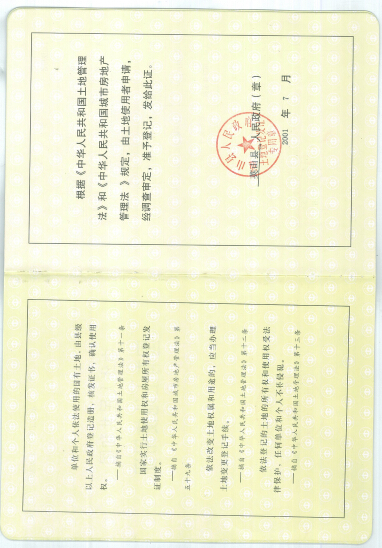 根据《中华人民共和国土地管理
法》和《中华人民共和国城市房地产
管理法》规定，由土地使用者申请，
经调查审定，准予登记，发给此证。
县人民政府（章）
2001 年 7 月
单位和个人依法使用的国有土地，由县级
以上人民政府登记造册，核发证书，确认使用
权。
——摘自《中华人民共和国土地管理法》第十一条
国家实行土地使用权和房屋所有权登记发
证制度。
——摘自《中华人民共和国城市房地产管理法》第
五十九条
依法改变土地权属和用途的，应当办理
土地变更登记手续。
——摘自《中华人民共和国土地管理法》第十二条
依法登记的土地的所有权和使用权受法
律保护，任何单位和个人不得侵犯。
——摘自《中华人民共和国土地管理法》第十三条